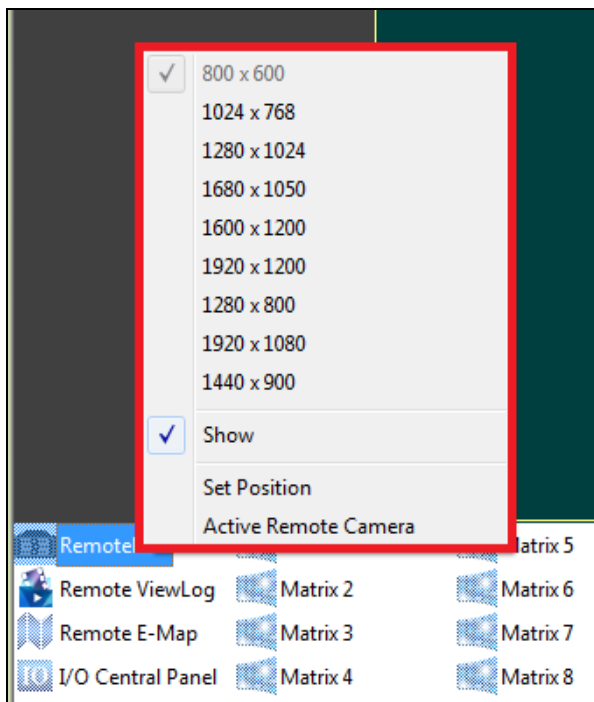 800 x 600
1024 x 768
1280 x 1024
1680 x 1050
1600 x 1200
1920 x 1200
1280 x 800
1920 x 1080
1440 x 900
Show
Set Position
Active Remote Camera
Matrix 5
Remote ViewLog Matrix 2 Matrix 6
Remote E-Map Matrix 3 Matrix 7
I/O Central Panel Matrix 4 Matrix 8